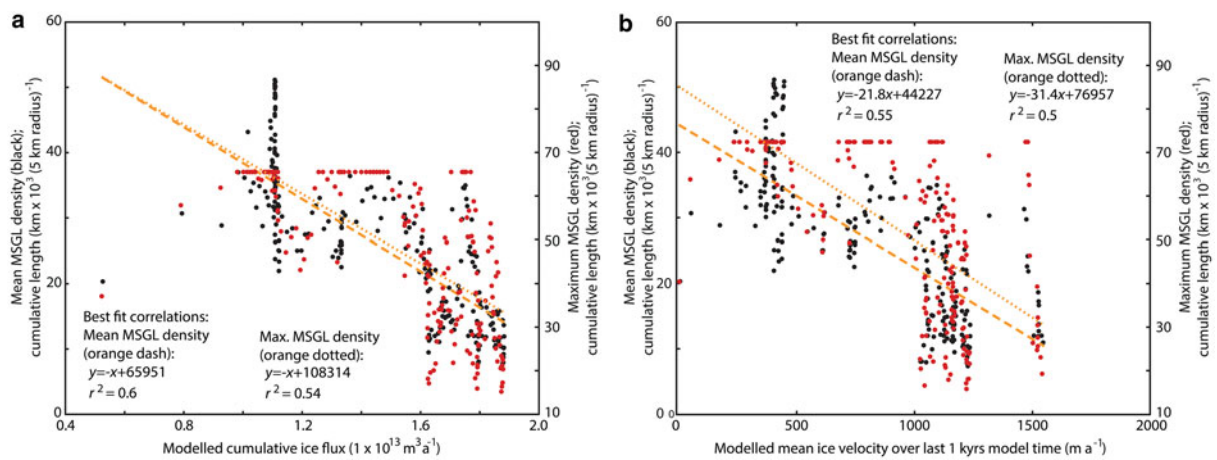 a
60
40
20
0
Mean MSGL density (black);
cumulative length (km x 10³ (5 km radius)⁻¹)
90
70
50
30
10
Maximum MSGL density (red);
cumulative length (km x 10³ (5 km radius)⁻¹)
Best fit correlations:
Mean MSGL density
(orange dash):
y=-x+65951
r² = 0.6
Max. MSGL density
(orange dotted):
y=-x+108314
r² = 0.54
0.4 0.8 1.2 1.6 2.0
Modelled cumulative ice flux (1 x 10¹³ m³ a⁻¹)
b
60
40
20
0
Mean MSGL density (black);
cumulative length (km x 10³ (5 km radius)⁻¹)
90
70
50
30
10
Maximum MSGL density (red);
cumulative length (km x 10³ (5 km radius)⁻¹)
Best fit correlations:
Mean MSGL density
(orange dash):
y=-21.8x+44227
r² = 0.55
Max. MSGL density
(orange dotted):
y=-31.4x+76957
r² = 0.5
0 500 1000 1500 2000
Modelled mean ice velocity over last 1 kyrs model time (m a⁻¹)